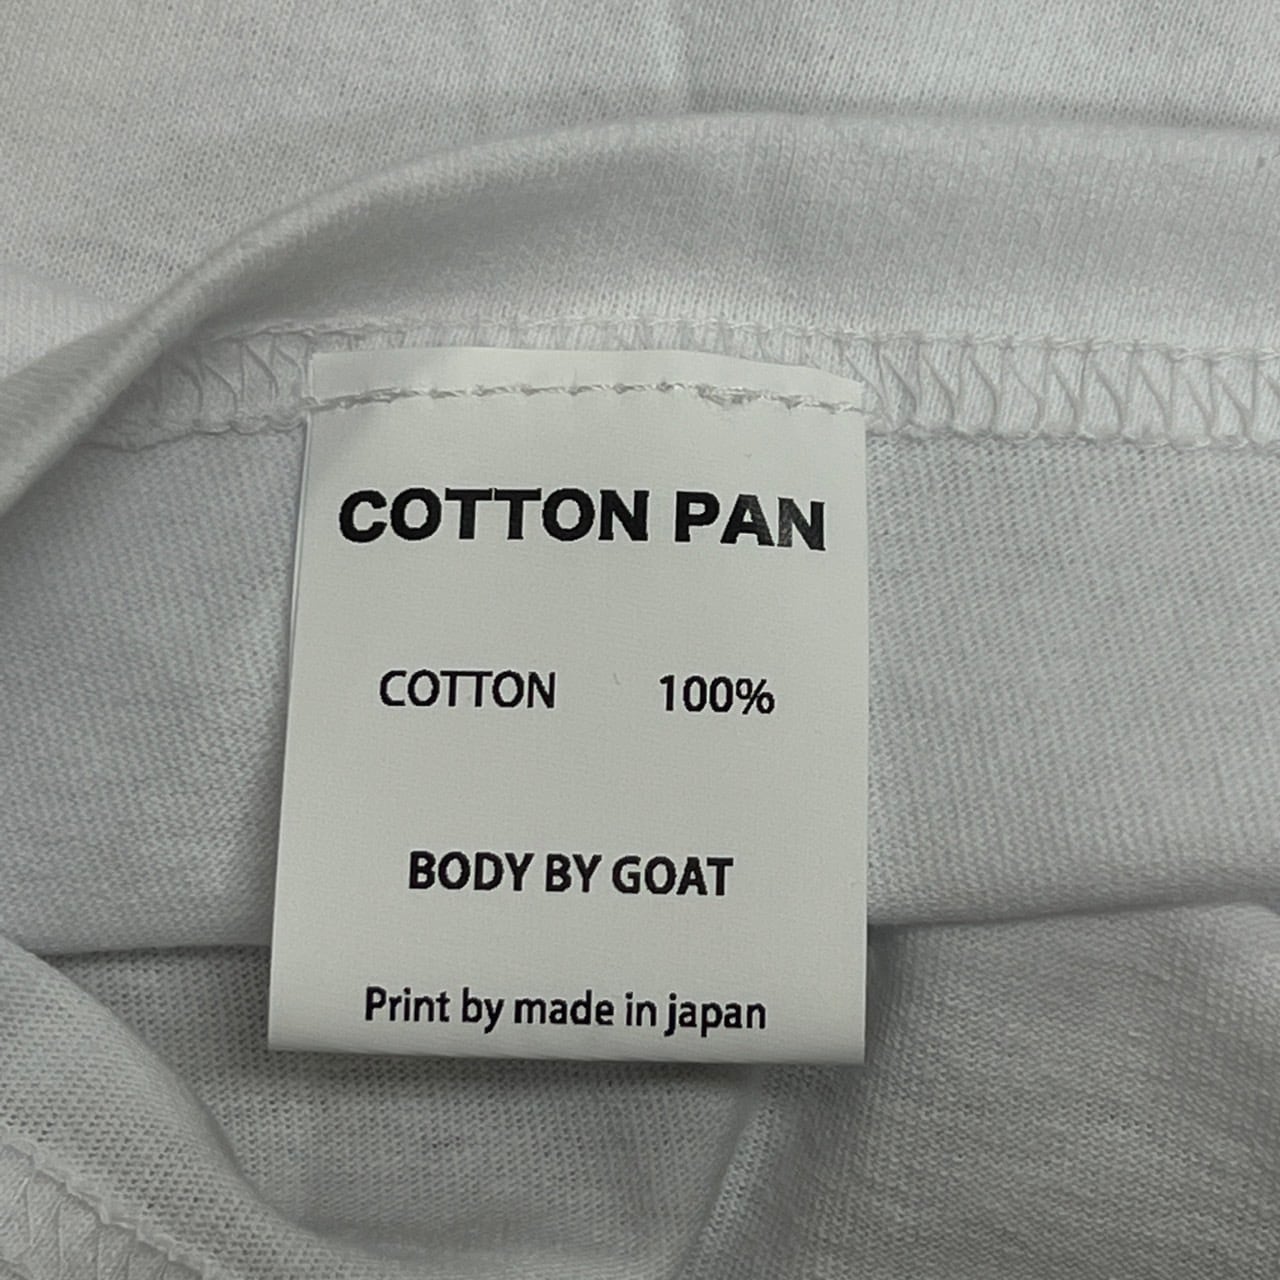 COTTON PAN
COTTON 100%
BODY BY GOAT
Print by made in japan